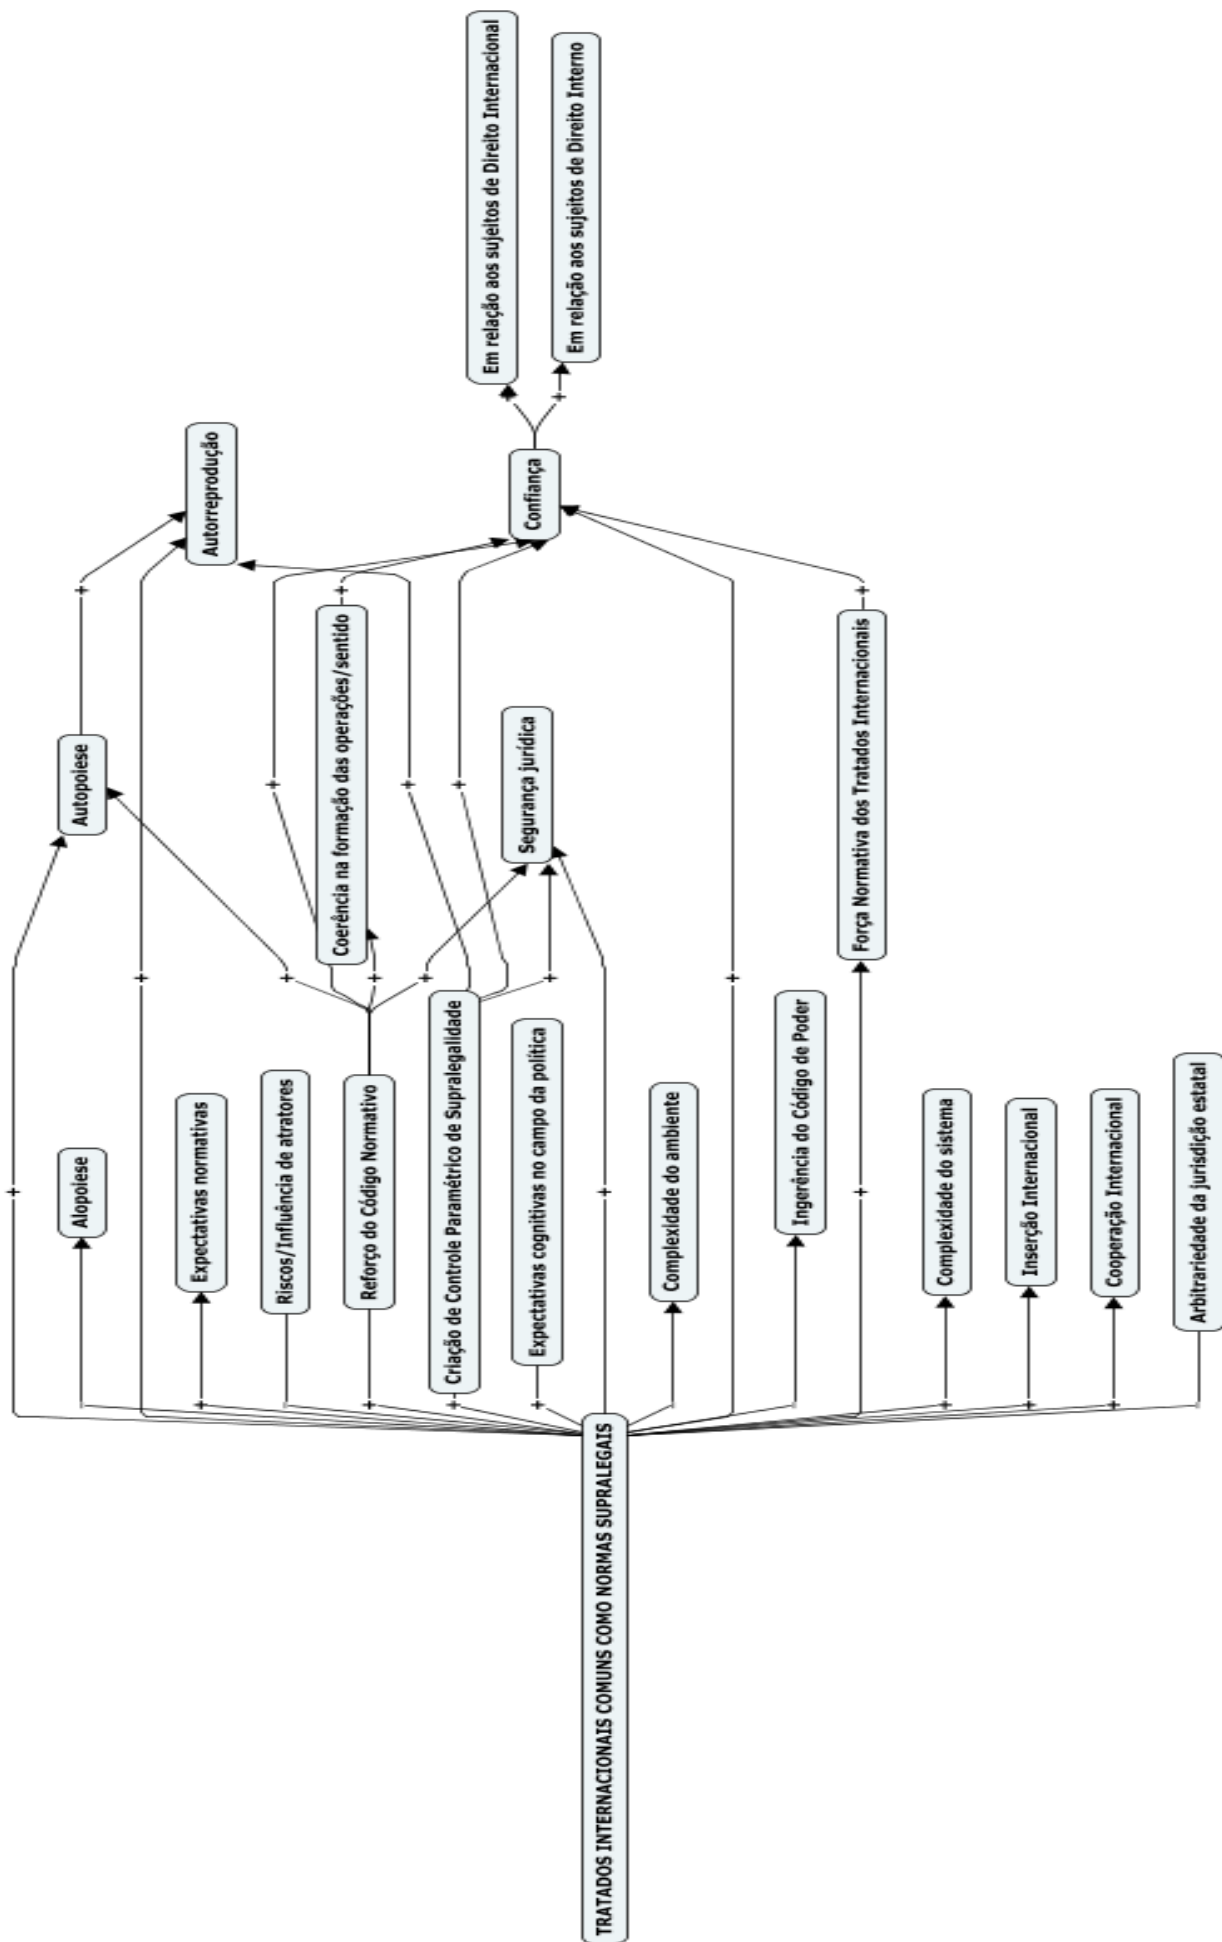 TRATADOS INTERNACIONAIS COMUNS COMO NORMAS SUPRALEGAIS
+
-
Alopoiese
+
+
Expectativas normativas
-
Riscos/Influência de atratores
+
Reforço do Código Normativo
+
Criação de Controle Paramétrico de Supralegalidade
+
Expectativas cognitivas no campo da política
+
-
Complexidade do ambiente
+
-
Ingerência do Código de Poder
+
+
Complexidade do sistema
+
Inserção Internacional
+
Cooperação Internacional
-
Arbitrariedade da jurisdição estatal
Autopoiese
+
+
+
+
+
Coerência na formação das operações/sentido
+
+
+
Segurança jurídica
+
Força Normativa dos Tratados Internacionais
+
+
Autorreprodução
Confiança
+
+
Em relação aos sujeitos de Direito Internacional
Em relação aos sujeitos de Direito Interno